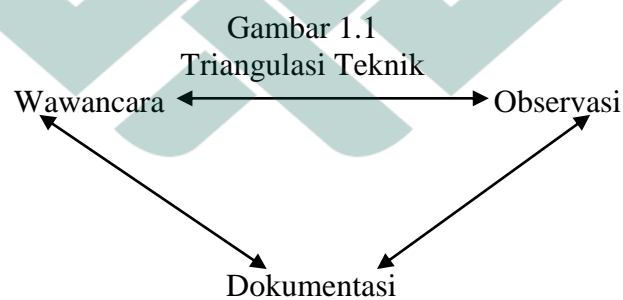 Gambar 1.1
Triangulasi Teknik
Wawancara Observasi
Dokumentasi